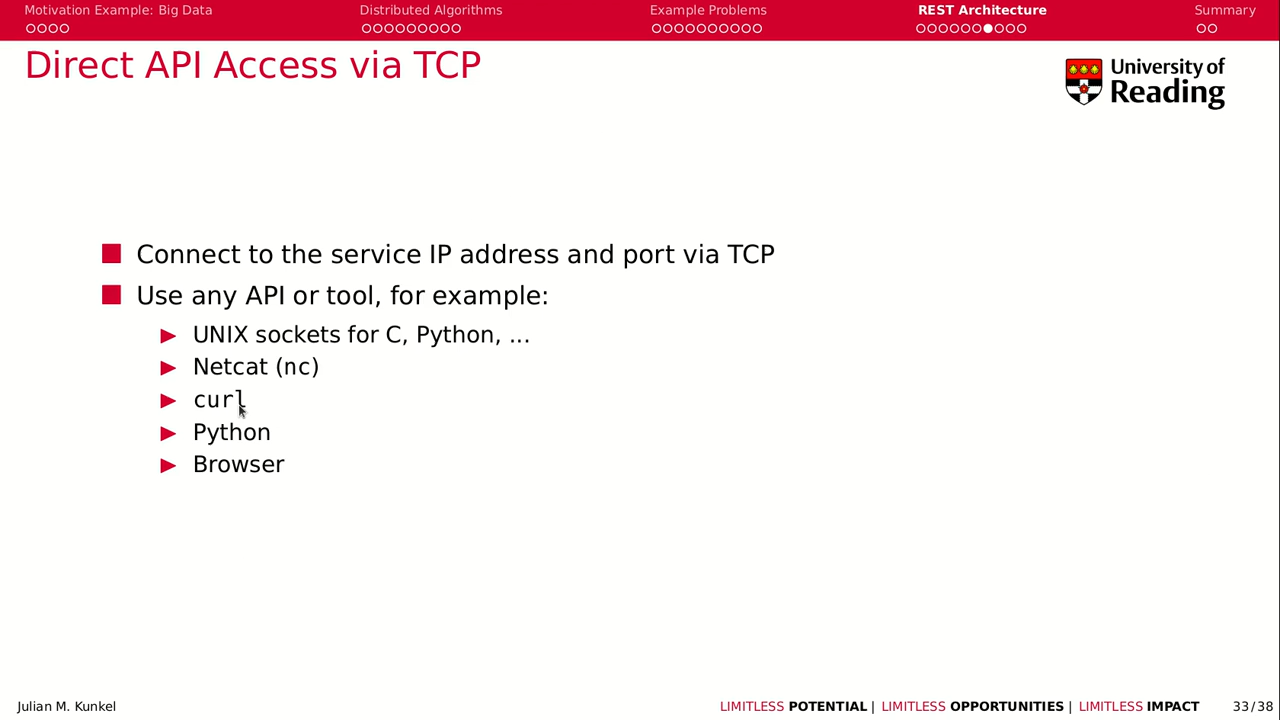 Motivation Example: Big Data Distributed Algorithms Example Problems REST Architecture Summary
Direct API Access via TCP
University of
Reading
Connect to the service IP address and port via TCP
Use any API or tool, for example:
UNIX sockets for C, Python, ...
Netcat (nc)
curl
Python
Browser
Julian M. Kunkel LIMITLESS POTENTIAL | LIMITLESS OPPORTUNITIES | LIMITLESS IMPACT 33/38